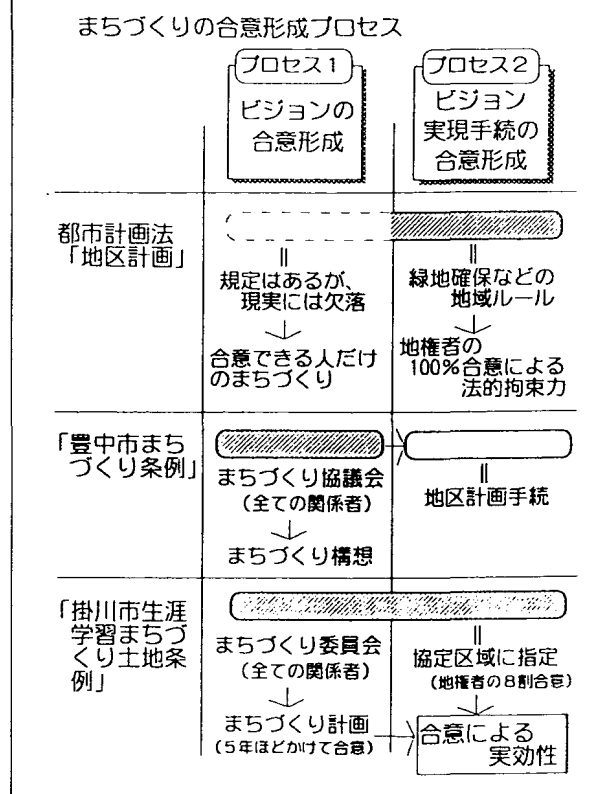 まちづくりの合意形成プロセス
プロセス1
ビジョンの
合意形成
プロセス2
ビジョン
実現手続の
合意形成
都市計画法
「地区計画」
規定はあるが、
現実には欠落
合意できる人だけ
のまちづくり
緑地確保などの
地域ルール
地権者の
100%合意による
法的拘束力
「豊中市まち
づくり条例」
まちづくり協議会
(全ての関係者)
まちづくり構想
地区計画手続
「掛川市生涯
学習まちづ
くり土地条
例」
まちづくり委員会
(全ての関係者)
まちづくり計画
(5年ほどかけて合意)
協定区域に指定
(地権者の8割合意)
合意による
実効性